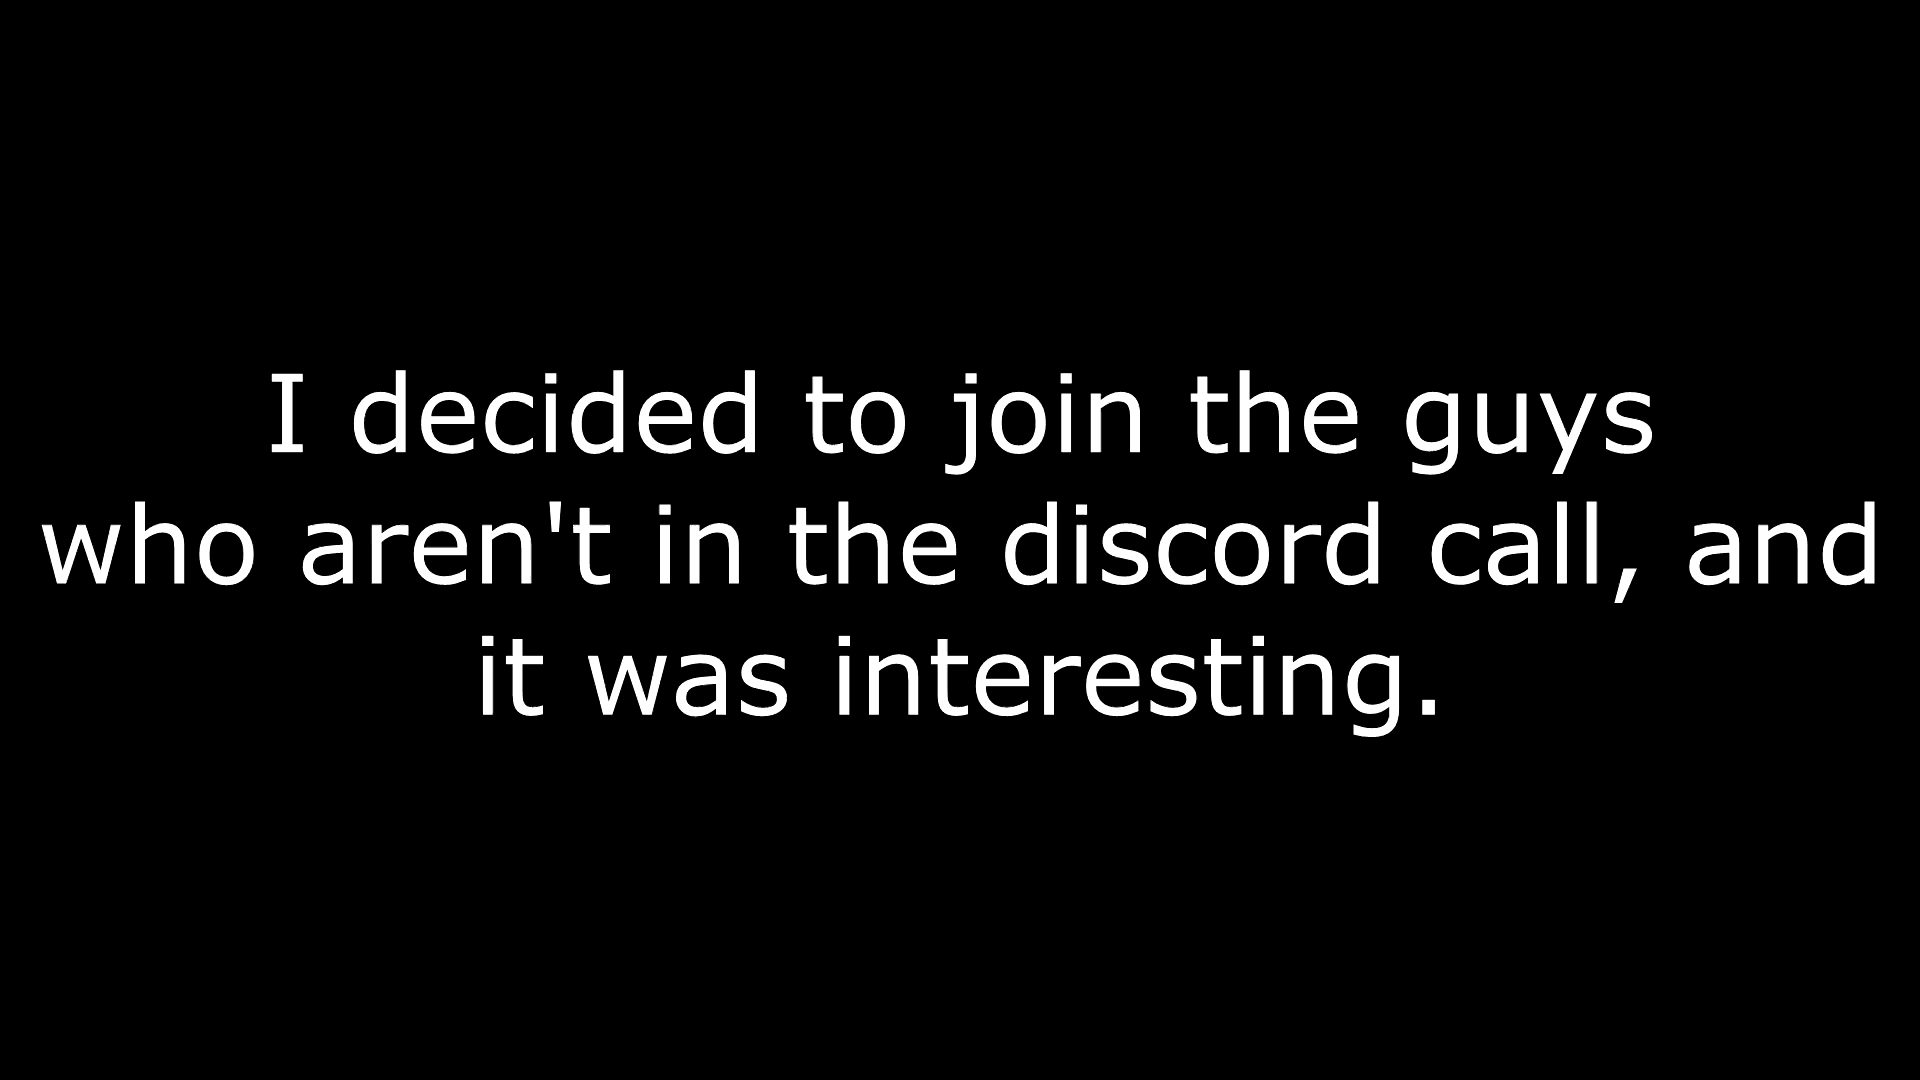 I decided to join the guys
who aren't in the discord call, and
it was interesting.